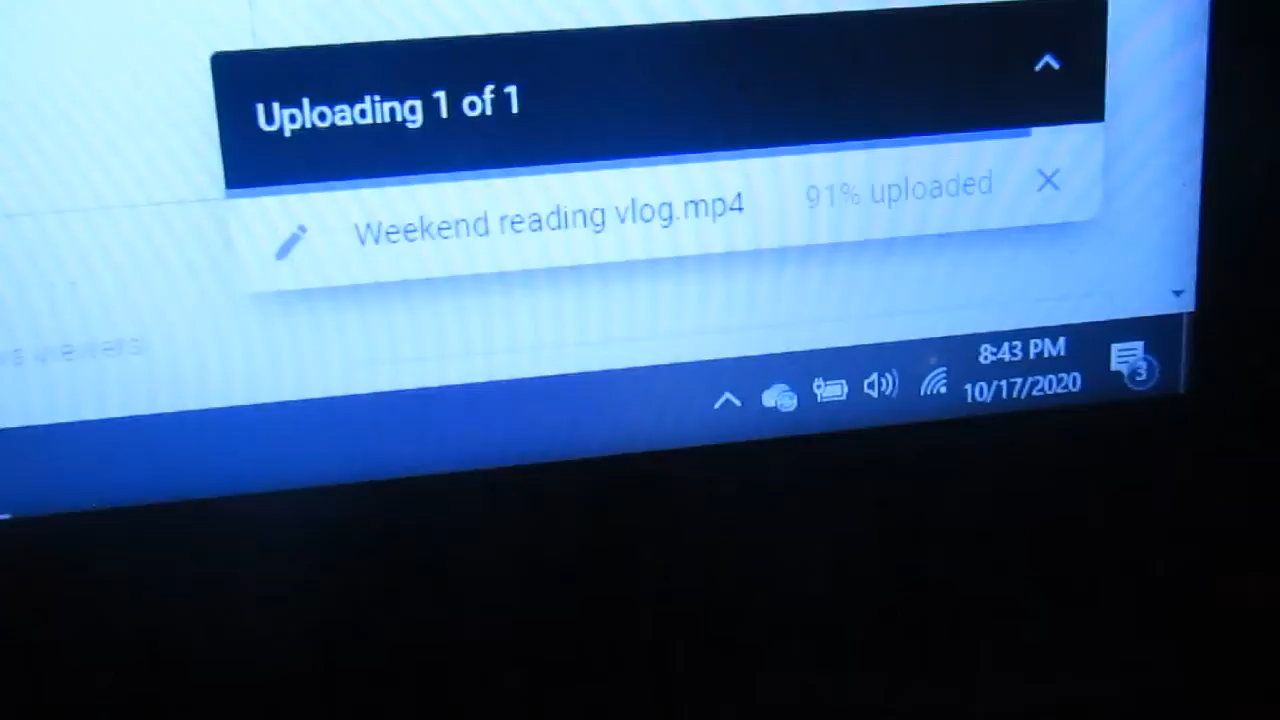 Uploading 1 of 1
Weekend reading vlog.mp4 91% uploaded
8:43 PM
10/17/2020
3